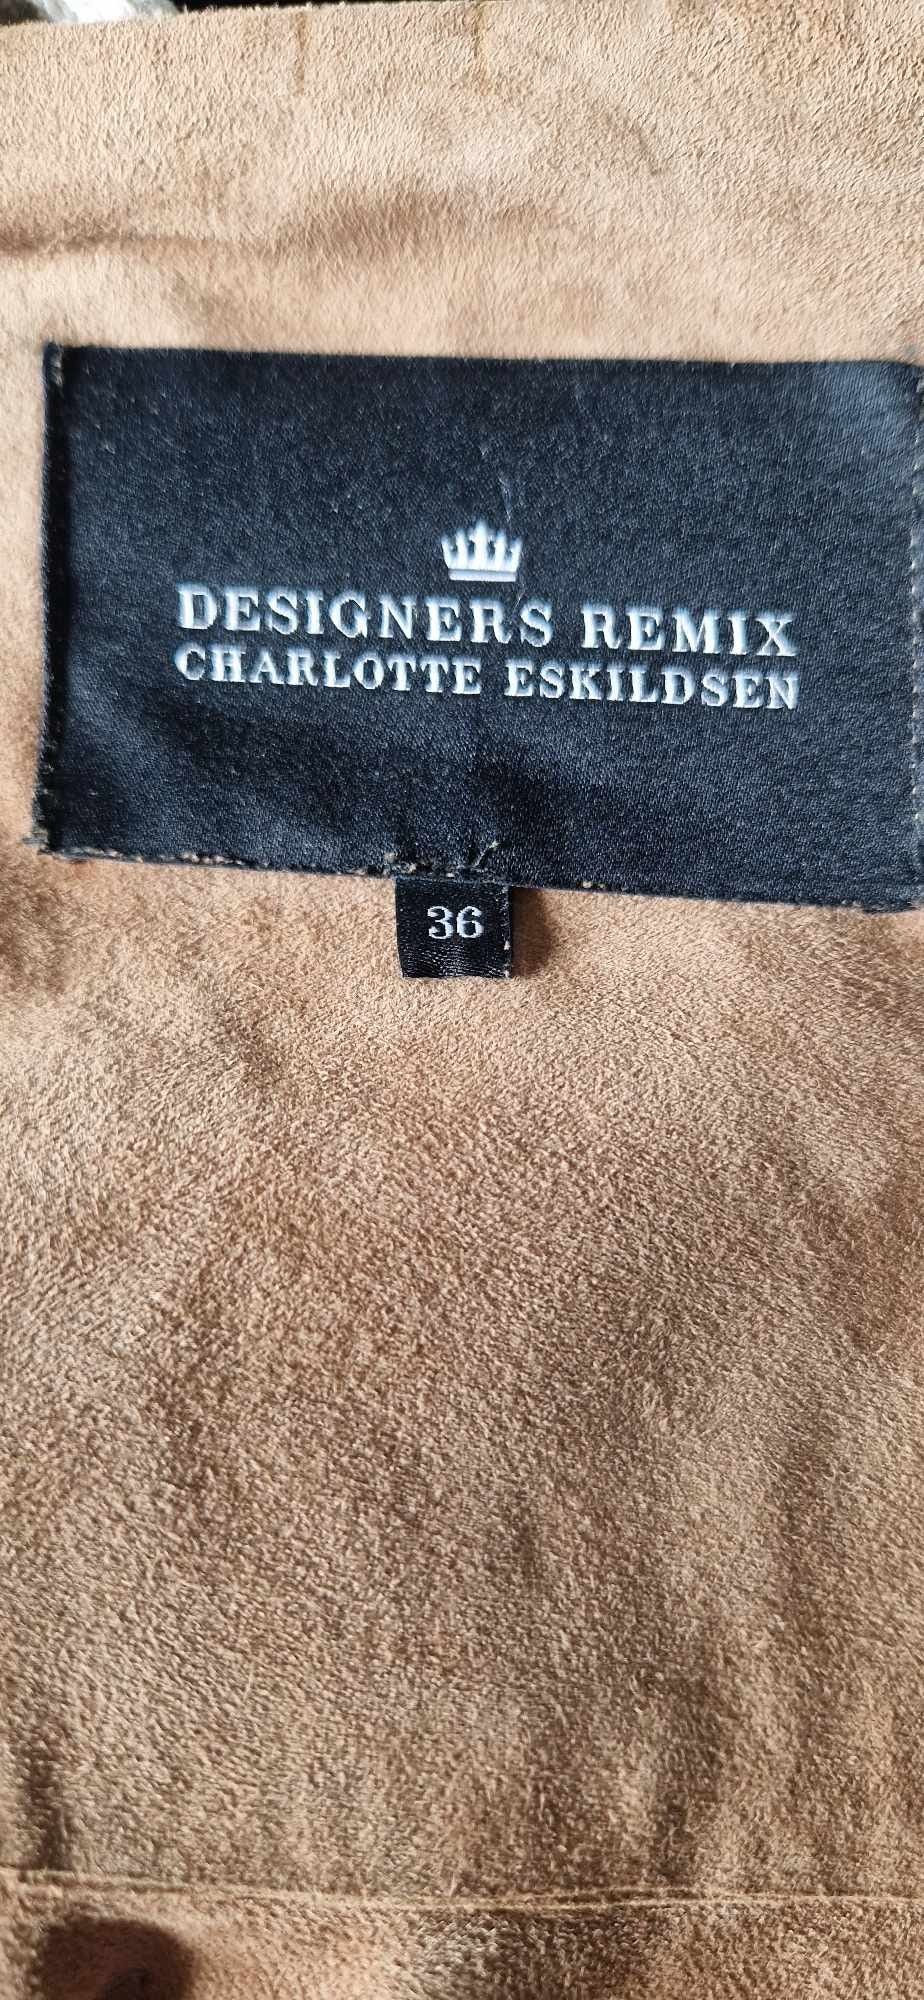 DESIGNERS REMIX
CHARLOTTE ESKILDSEN
36